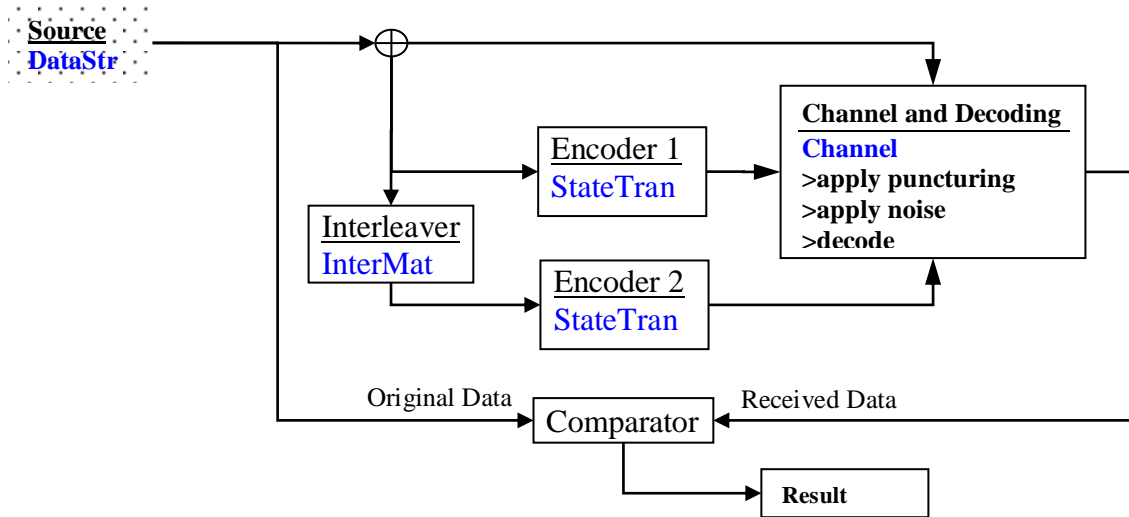 Source
DataStr
Channel and Decoding
Channel
>apply puncturing
>apply noise
>decode
Encoder 1
StateTran
Interleaver
InterMat
Encoder 2
StateTran
Original Data
Received Data
Comparator
Result